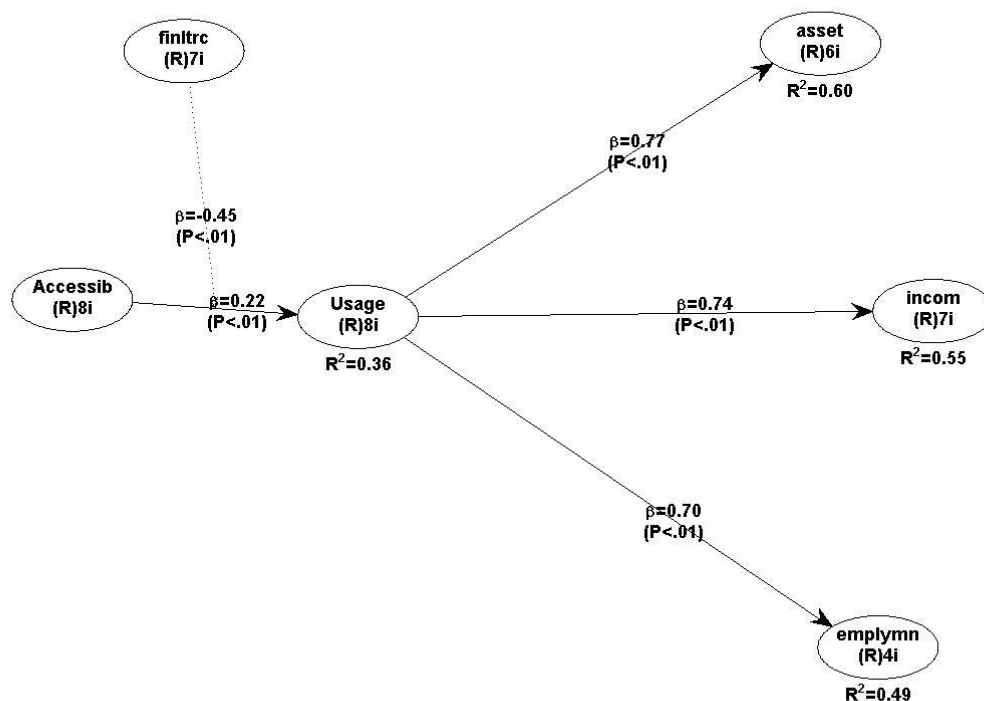 finltrc
(R)7i
asset
(R)6i
R²=0.60
β=0.77
(P<.01)
β=-0.45
(P<.01)
Accessib
(R)8i
β=0.22
(P<.01)
Usage
(R)8i
R²=0.36
β=0.74
(P<.01)
incom
(R)7i
R²=0.55
β=0.70
(P<.01)
emplymn
(R)4i
R²=0.49